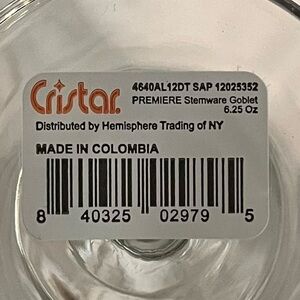 Cristar.
4640AL12DT SAP 12025352
PREMIERE Stemware Goblet
6.25 Oz
Distributed by Hemisphere Trading of NY
MADE IN COLOMBIA
8 40325 02979 5